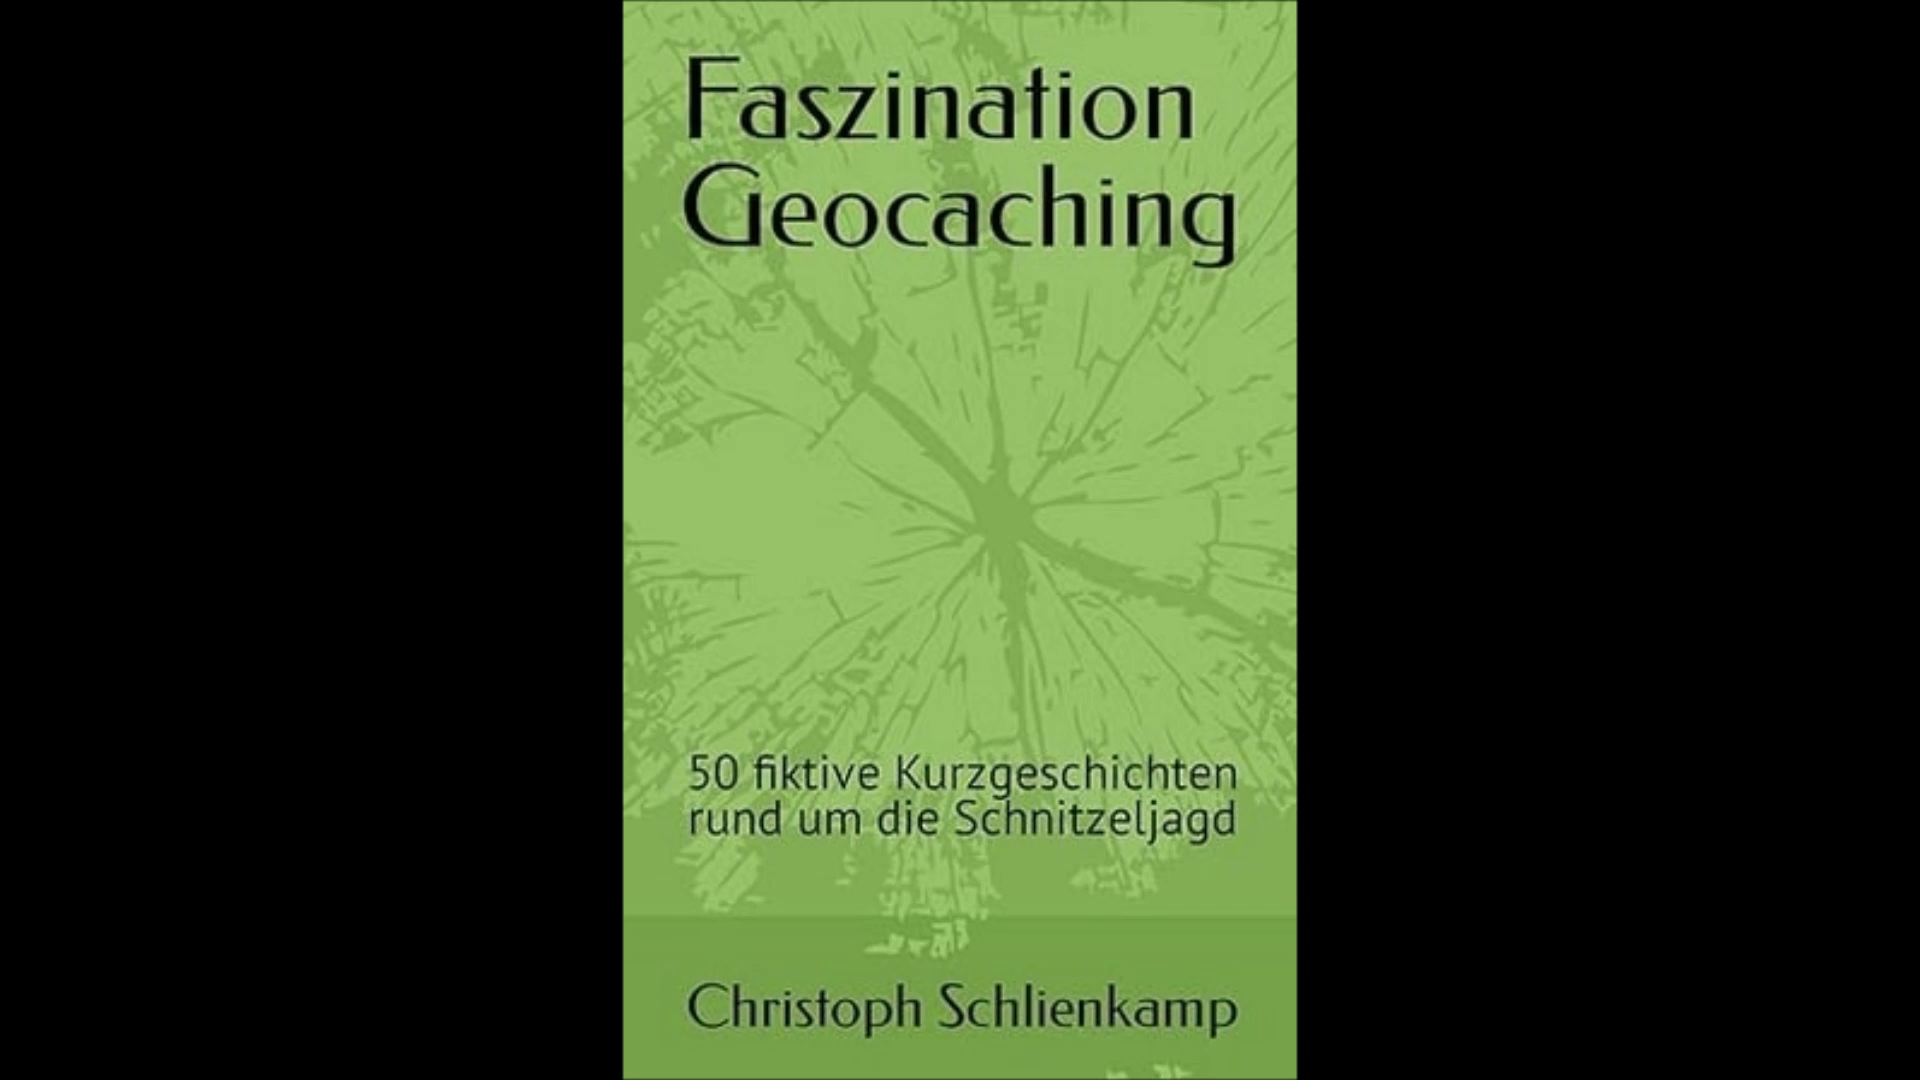 Faszination
Geocaching
50 fiktive Kurzgeschichten
rund um die Schnitzeljagd
Christoph Schlienkamp